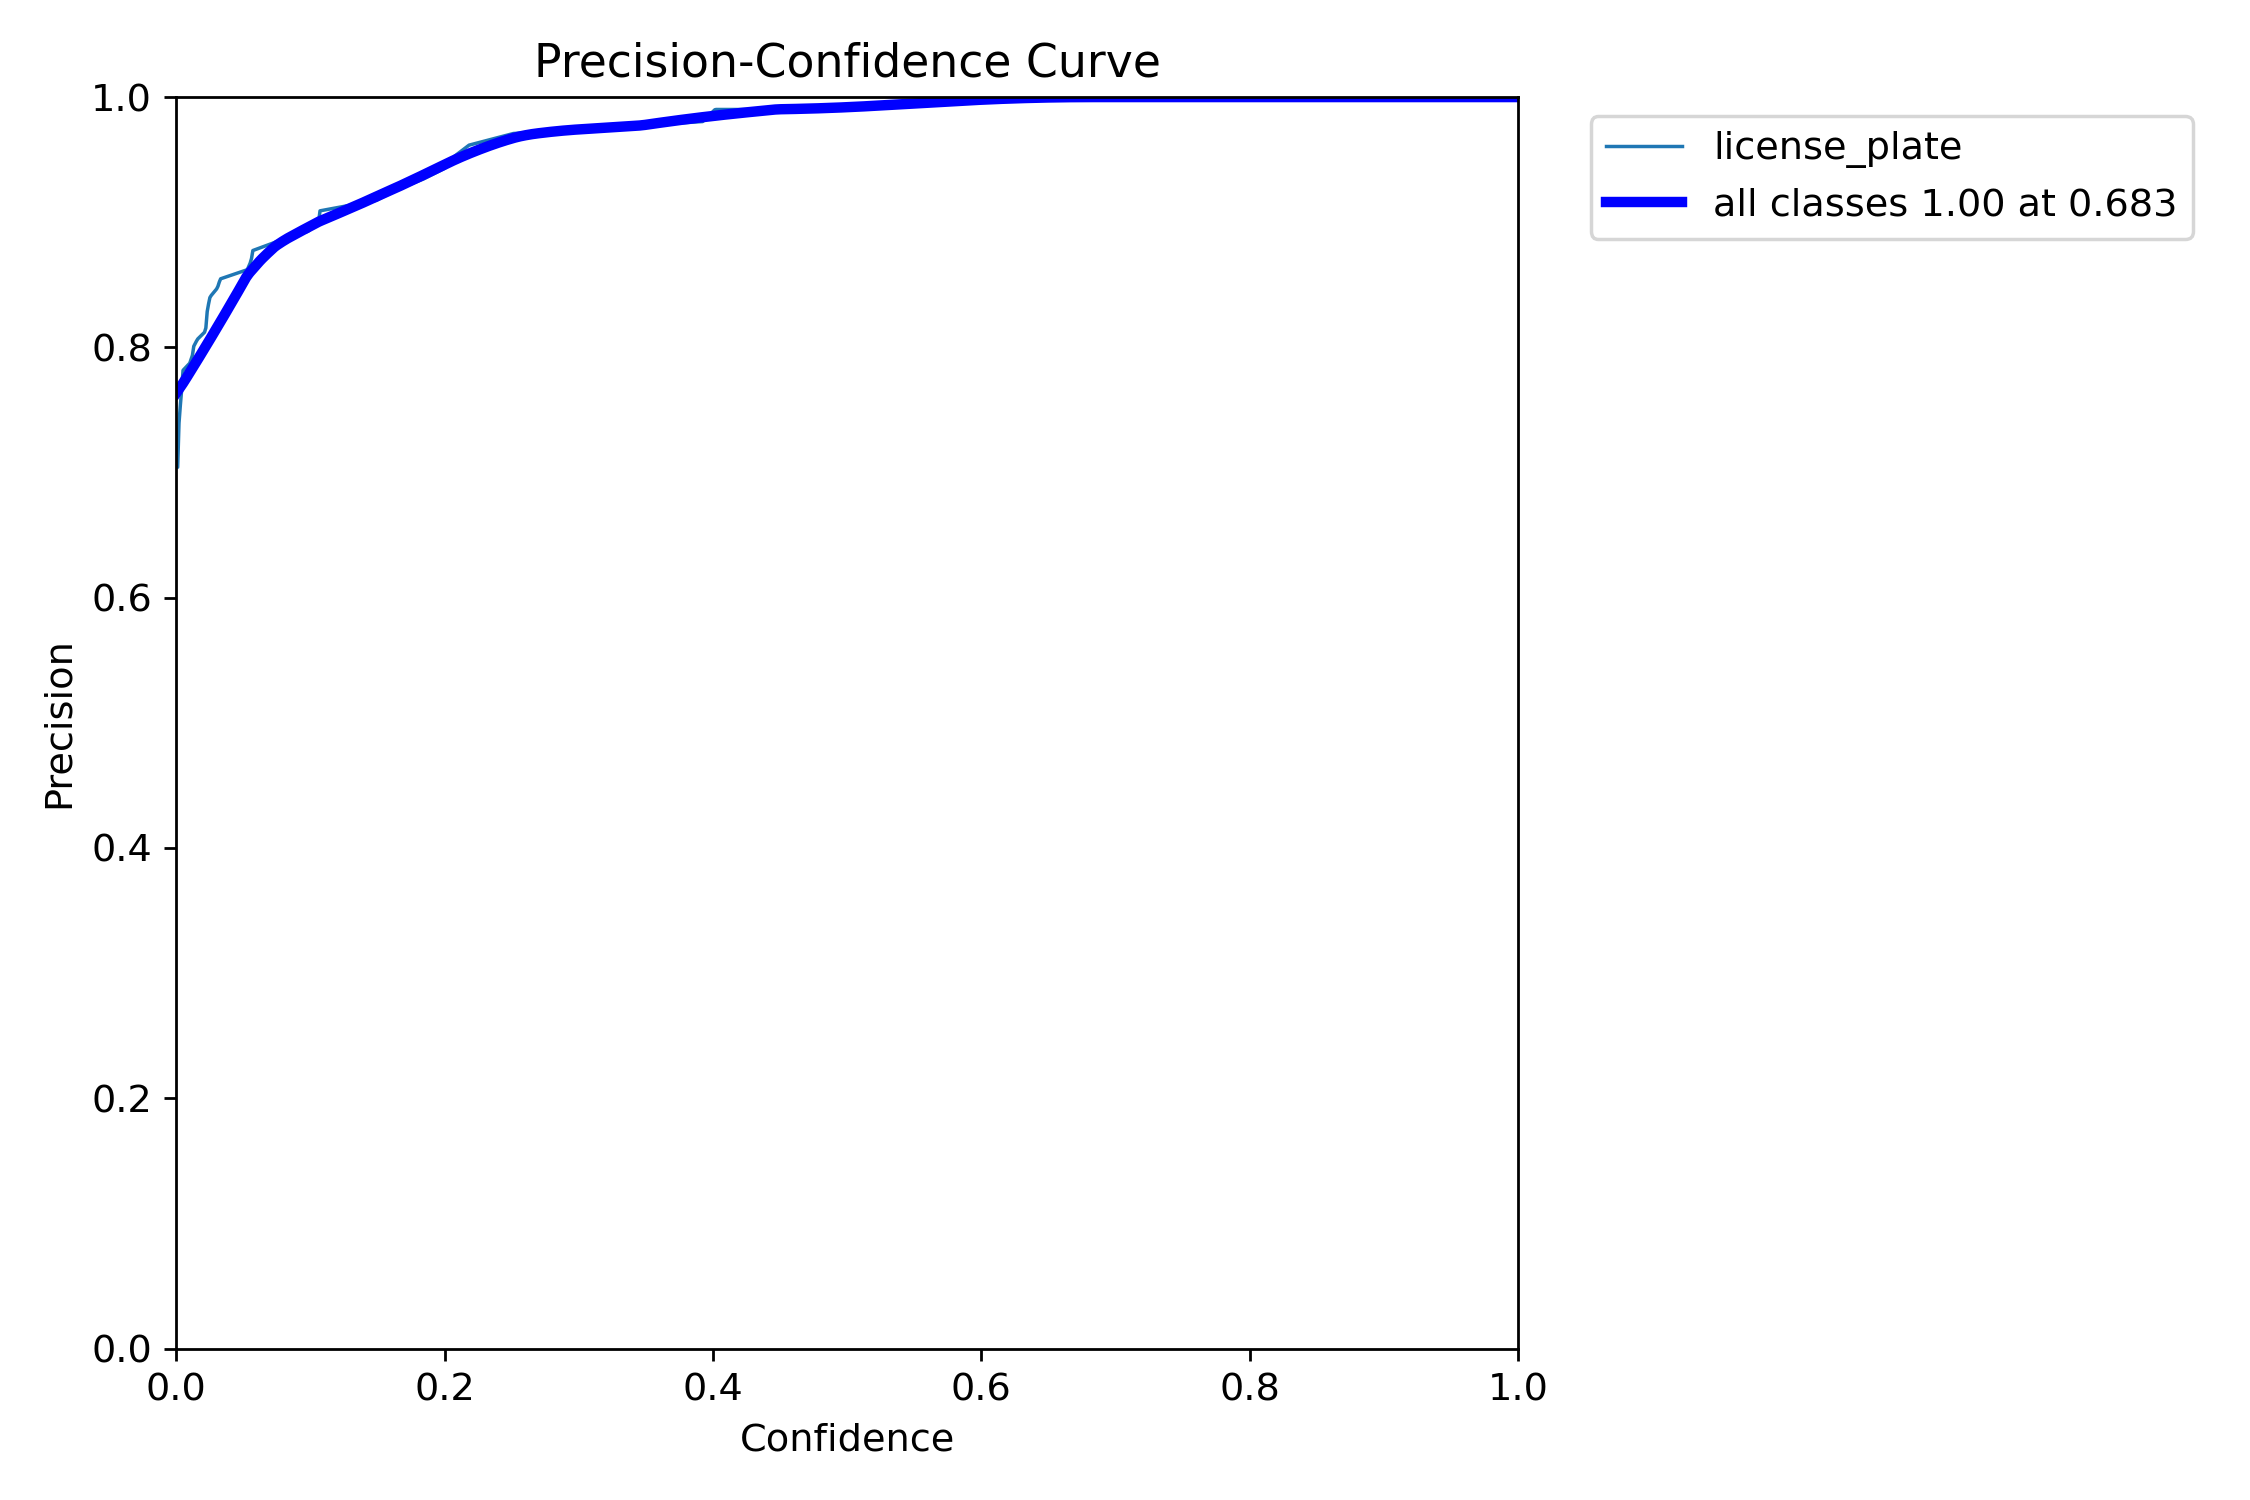 Precision-Confidence Curve
1.0
0.8
0.6
0.4
0.2
0.0
Precision
0.0 0.2 0.4 0.6 0.8 1.0
Confidence
license_plate
all classes 1.00 at 0.683